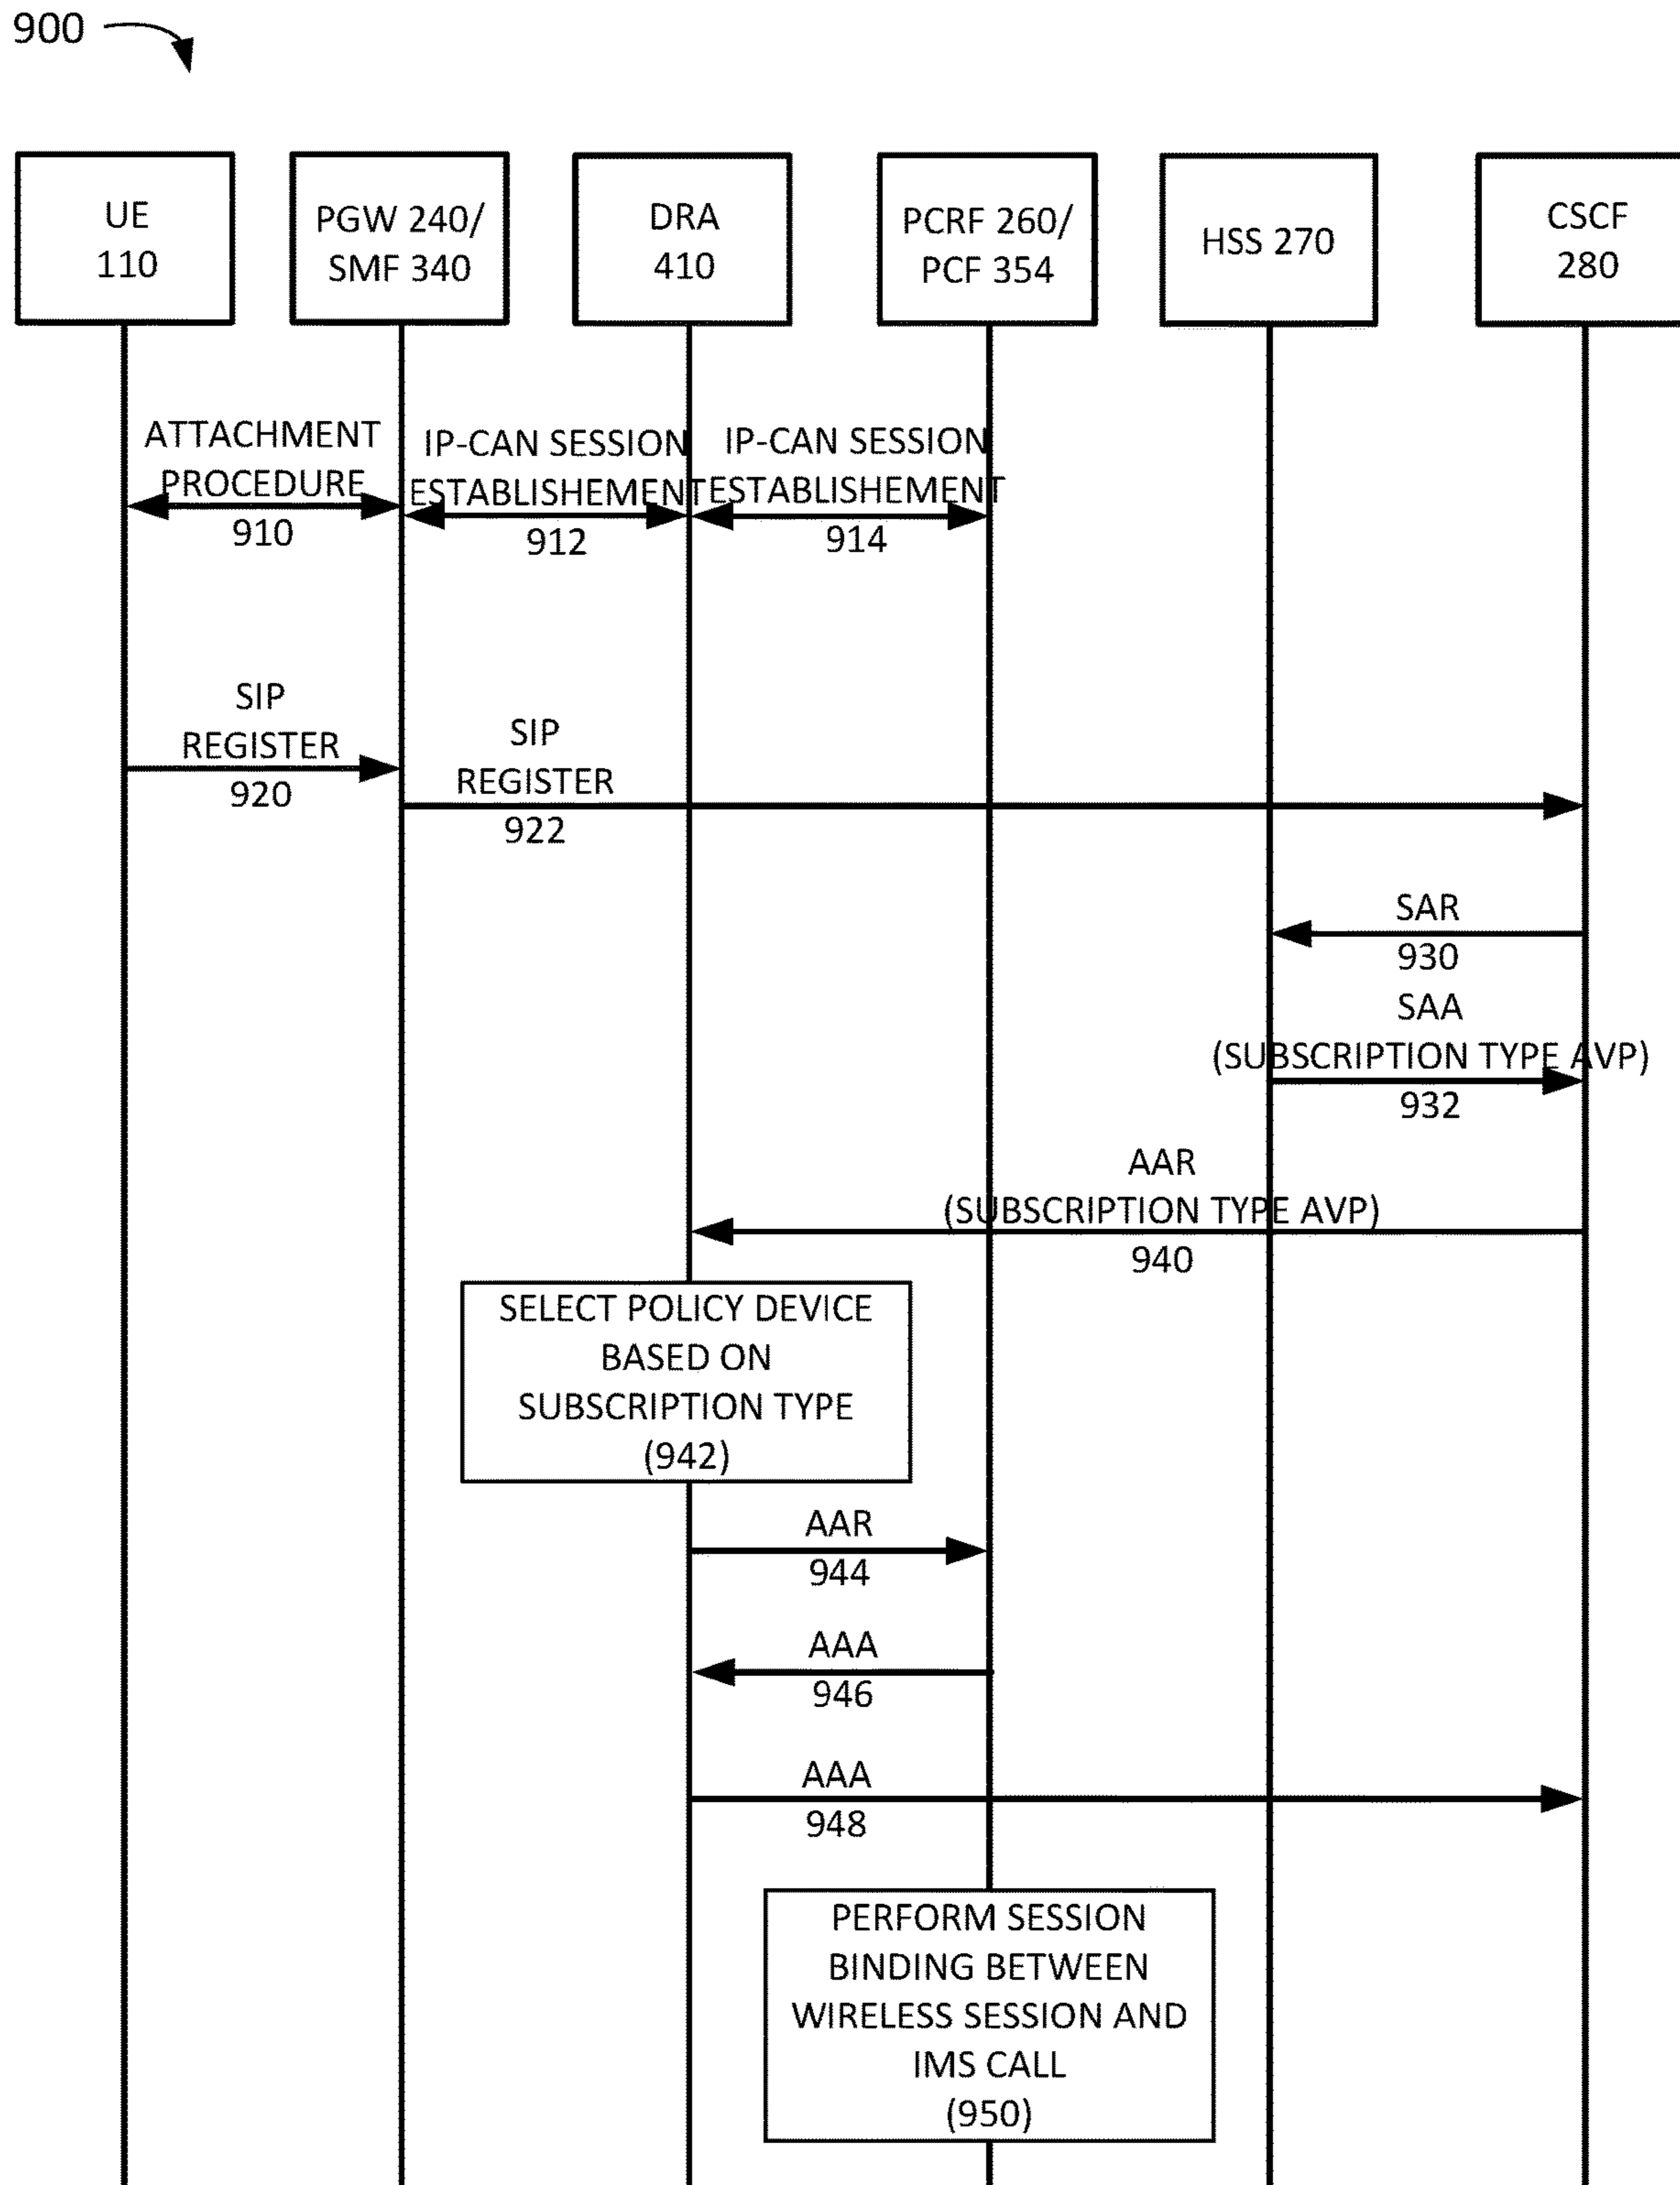 900
UE
110
PGW 240/
SMF 340
DRA
410
PCRF 260/
PCF 354
HSS 270
CSCF
280
ATTACHMENT
PROCEDURE
910
IP-CAN SESSION
ESTABLISHEMENT
912
IP-CAN SESSION
ESTABLISHEMENT
914
SIP
REGISTER
920
SIP
REGISTER
922
SAR
930
SAA
(SUBSCRIPTION TYPE AVP)
932
AAR
(SUBSCRIPTION TYPE AVP)
940
SELECT POLICY DEVICE
BASED ON
SUBSCRIPTION TYPE
(942)
AAR
944
AAA
946
AAA
948
PERFORM SESSION
BINDING BETWEEN
WIRELESS SESSION AND
IMS CALL
(950)